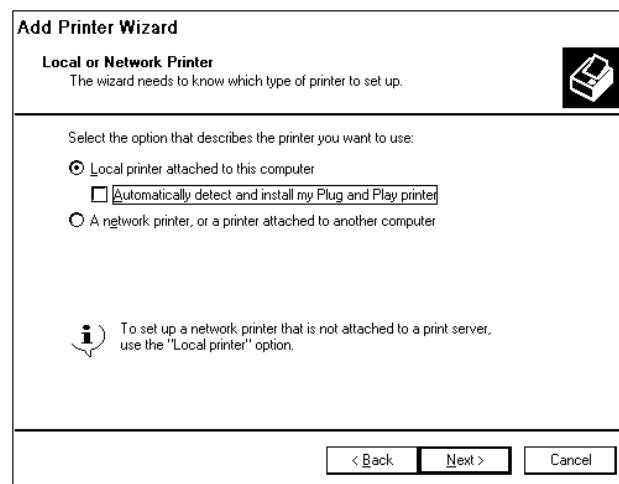 Add Printer Wizard
Local or Network Printer
The wizard needs to know which type of printer to set up.
Select the option that describes the printer you want to use:
Local printer attached to this computer
Automatically detect and install my Plug and Play printer
A network printer, or a printer attached to another computer
To set up a network printer that is not attached to a print server,
use the "Local printer" option.
< Back Next > Cancel